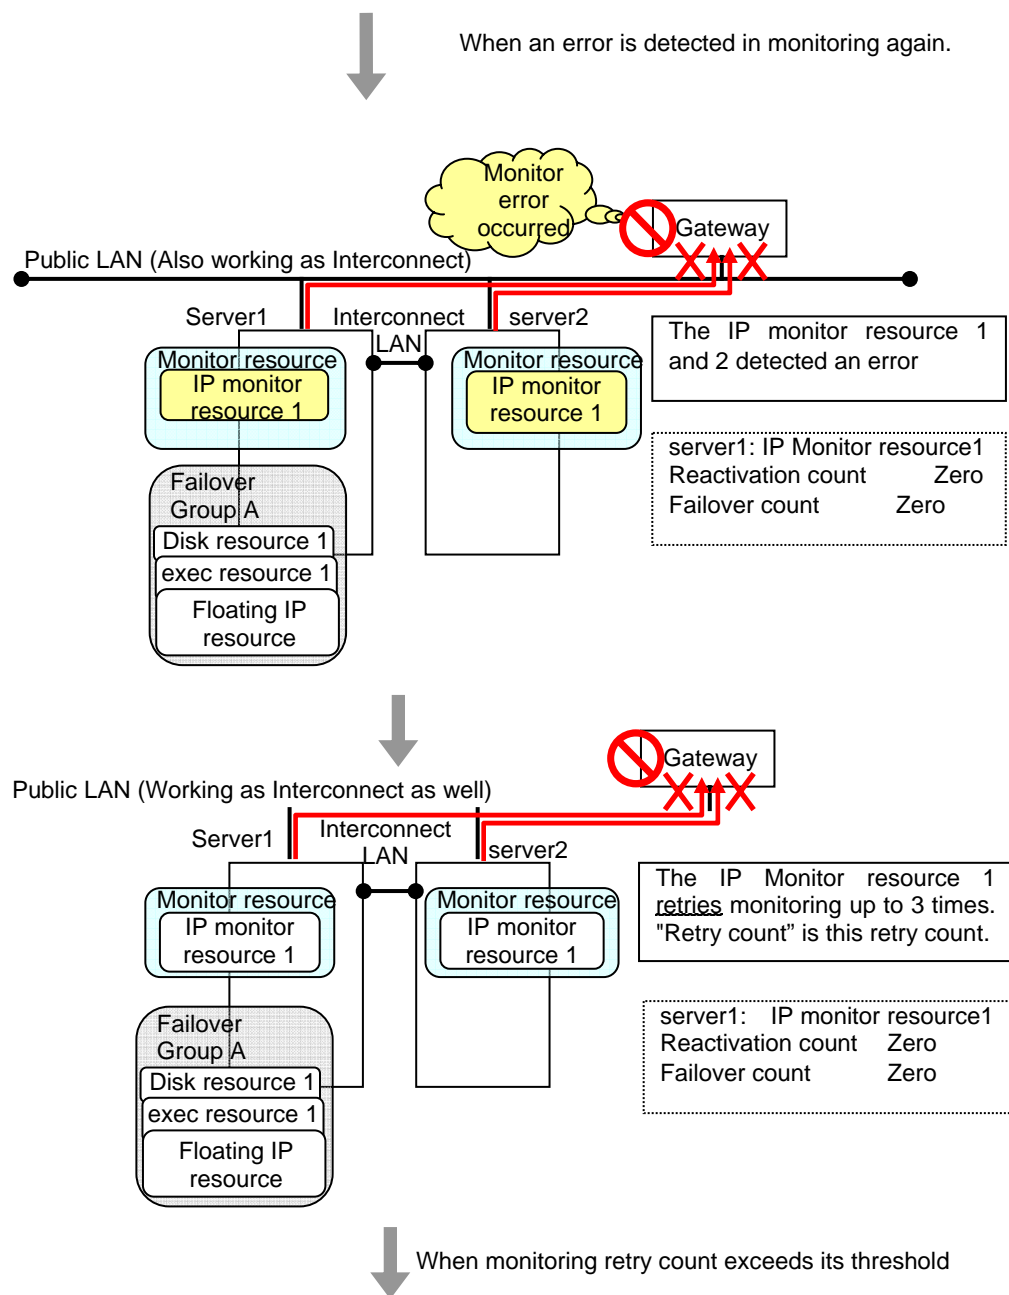 When an error is detected in monitoring again.
Monitor
error
occurred
Gateway
Public LAN (Also working as Interconnect)
Server1
Interconnect
LAN
server2
Monitor resource
IP monitor
resource 1
Monitor resource
IP monitor
resource 1
The IP monitor resource 1
and 2 detected an error
server1: IP Monitor resource1
Reactivation count Zero
Failover count Zero
Failover
Group A
Disk resource 1
exec resource 1
Floating IP
resource
Gateway
Public LAN (Working as Interconnect as well)
Server1
Interconnect
LAN
server2
Monitor resource
IP monitor
resource 1
Monitor resource
IP monitor
resource 1
The IP Monitor resource 1
retries monitoring up to 3 times.
"Retry count” is this retry count.
server1: IP monitor resource1
Reactivation count Zero
Failover count Zero
Failover
Group A
Disk resource 1
exec resource 1
Floating IP
resource
When monitoring retry count exceeds its threshold